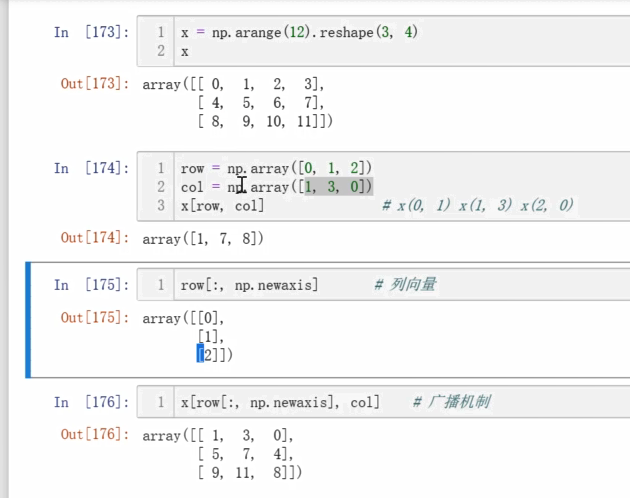 In [173]: 1 x = np.arange(12).reshape(3, 4)
2 x
Out[173]: array([[ 0, 1, 2, 3],
[ 4, 5, 6, 7],
[ 8, 9, 10, 11]])
In [174]: 1 row = np.array([0, 1, 2])
2 col = np.array([1, 3, 0])
3 x[row, col] # x(0, 1) x(1, 3) x(2, 0)
Out[174]: array([1, 7, 8])
In [175]: 1 row[:, np.newaxis] # 列向量
Out[175]: array([[0],
[1],
[2]])
In [176]: 1 x[row[:, np.newaxis], col] # 广播机制
Out[176]: array([[ 1, 3, 0],
[ 5, 7, 4],
[ 9, 11, 8]])